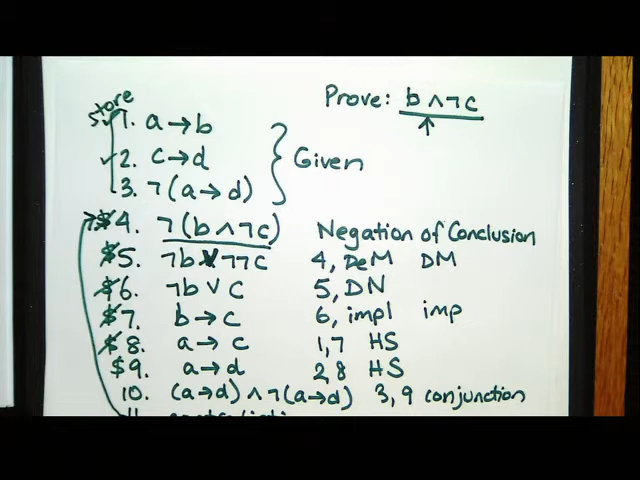 Prove: b ∧ ¬ c
store
1. a → b
2. c → d
3. ¬ (a → d)
Given
$4. ¬ (b ∧ ¬ c) Negation of Conclusion
$5. ¬b ∨ ¬¬c 4, DeM DM
$6. ¬b ∨ c 5, DN
$7. b → c 6, impl imp
$8. a → c 1,7 HS
$9. a → d 2,8 HS
10. (a → d) ∧ ¬(a → d) 3, 9 conjunction